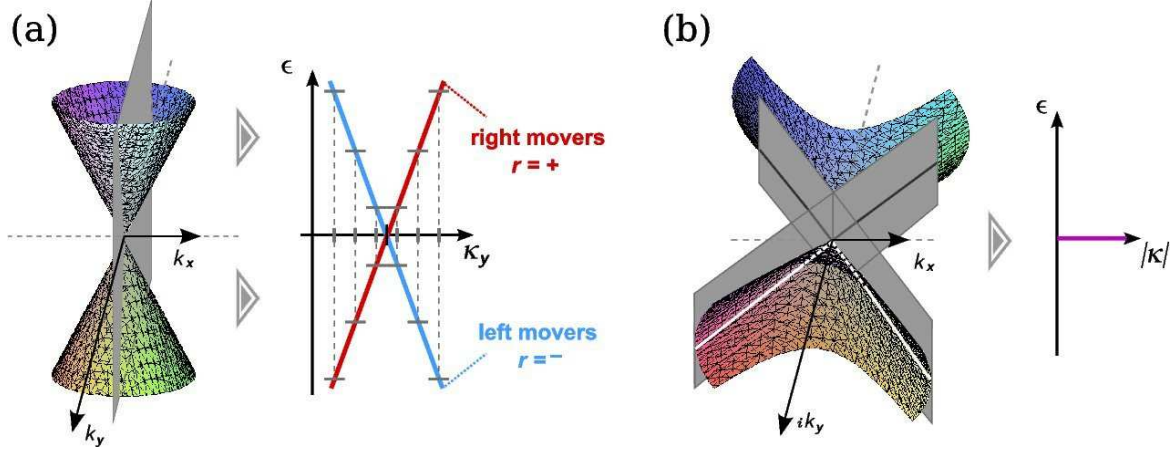 (a)
(b)
ϵ
right movers
r = +
k_x
κ_y
left movers
r = −
k_y
k_x
ik_y
ϵ
|κ|